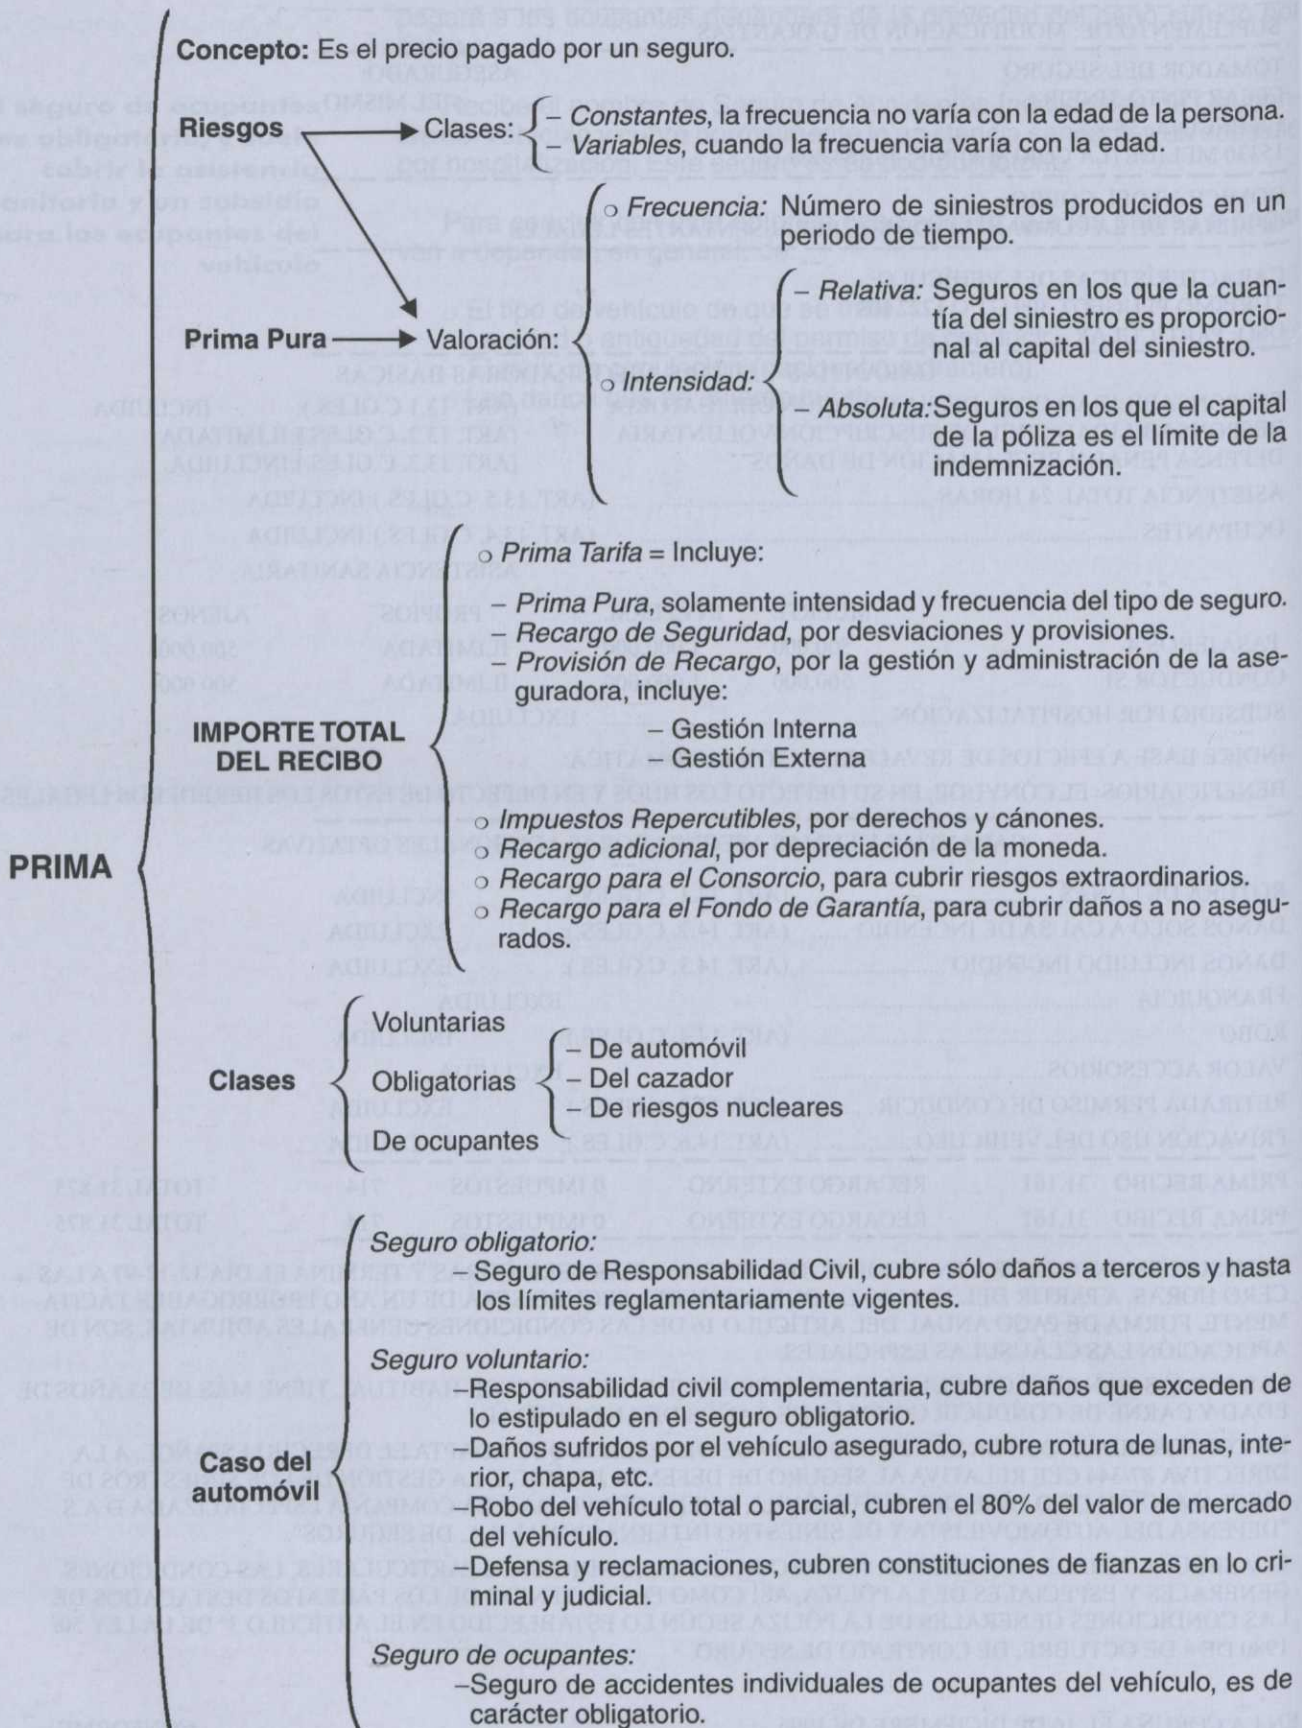 Concepto: Es el precio pagado por un seguro.
Riesgos
Clases:
– Constantes, la frecuencia no varía con la edad de la persona.
– Variables, cuando la frecuencia varía con la edad.
Prima Pura
Valoración:
○ Frecuencia: Número de siniestros producidos en un
periodo de tiempo.
○ Intensidad:
– Relativa: Seguros en los que la cuan-
tía del siniestro es proporcio-
nal al capital del siniestro.
– Absoluta: Seguros en los que el capital
de la póliza es el límite de la
indemnización.
PRIMA
IMPORTE TOTAL
DEL RECIBO
○ Prima Tarifa = Incluye:
– Prima Pura, solamente intensidad y frecuencia del tipo de seguro.
– Recargo de Seguridad, por desviaciones y provisiones.
– Provisión de Recargo, por la gestión y administración de la ase-
guradora, incluye:
– Gestión Interna
– Gestión Externa
○ Impuestos Repercutibles, por derechos y cánones.
○ Recargo adicional, por depreciación de la moneda.
○ Recargo para el Consorcio, para cubrir riesgos extraordinarios.
○ Recargo para el Fondo de Garantía, para cubrir daños a no asegu-
rados.
Clases
Voluntarias
Obligatorias
– De automóvil
– Del cazador
– De riesgos nucleares
De ocupantes
Caso del
automóvil
Seguro obligatorio:
– Seguro de Responsabilidad Civil, cubre sólo daños a terceros y hasta
los límites reglamentariamente vigentes.
Seguro voluntario:
–Responsabilidad civil complementaria, cubre daños que exceden de
lo estipulado en el seguro obligatorio.
–Daños sufridos por el vehículo asegurado, cubre rotura de lunas, inte-
rior, chapa, etc.
–Robo del vehículo total o parcial, cubren el 80% del valor de mercado
del vehículo.
–Defensa y reclamaciones, cubren constituciones de fianzas en lo cri-
minal y judicial.
Seguro de ocupantes:
–Seguro de accidentes individuales de ocupantes del vehículo, es de
carácter obligatorio.